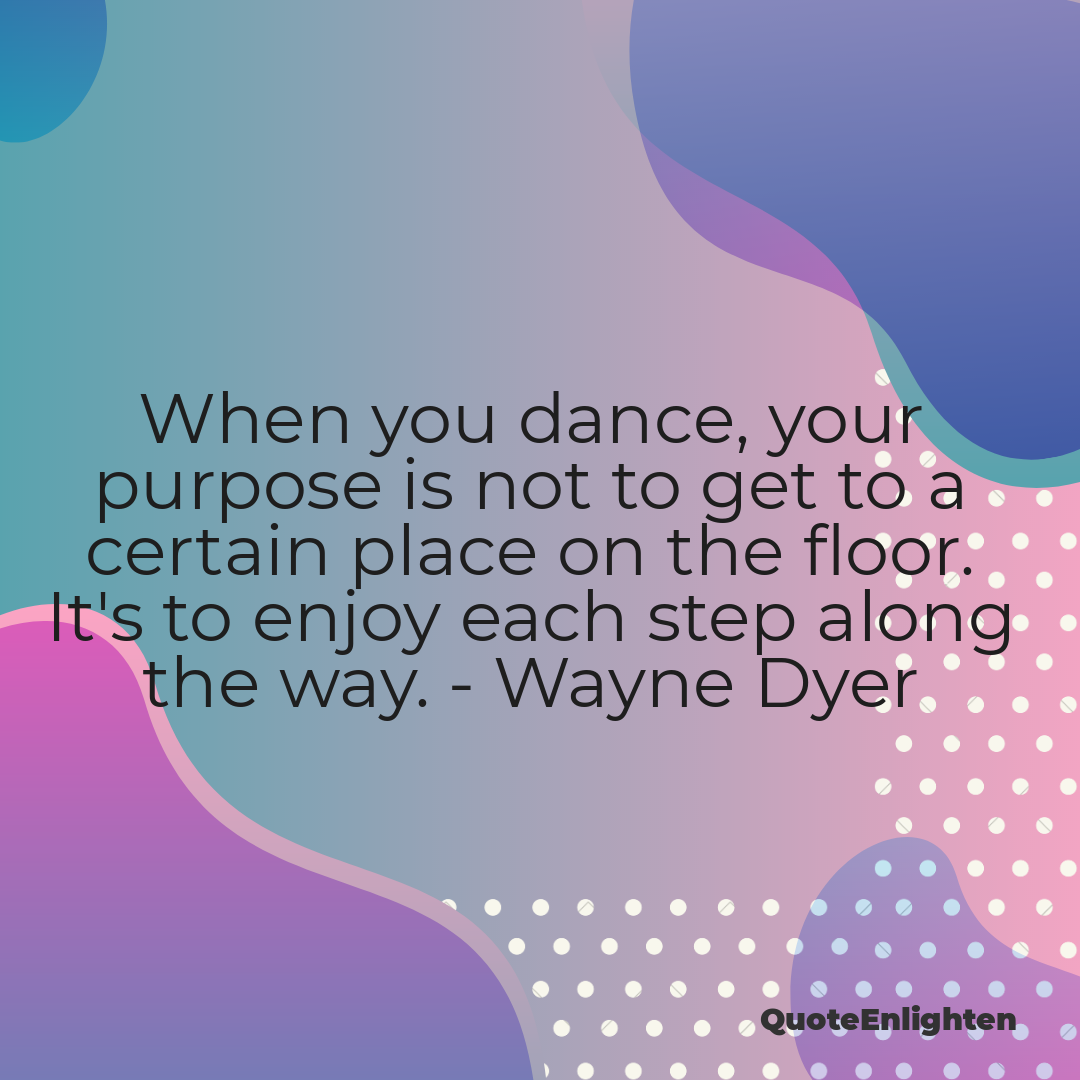 When you dance, your
purpose is not to get to a
certain place on the floor.
It's to enjoy each step along
the way. - Wayne Dyer
QuoteEnlighten